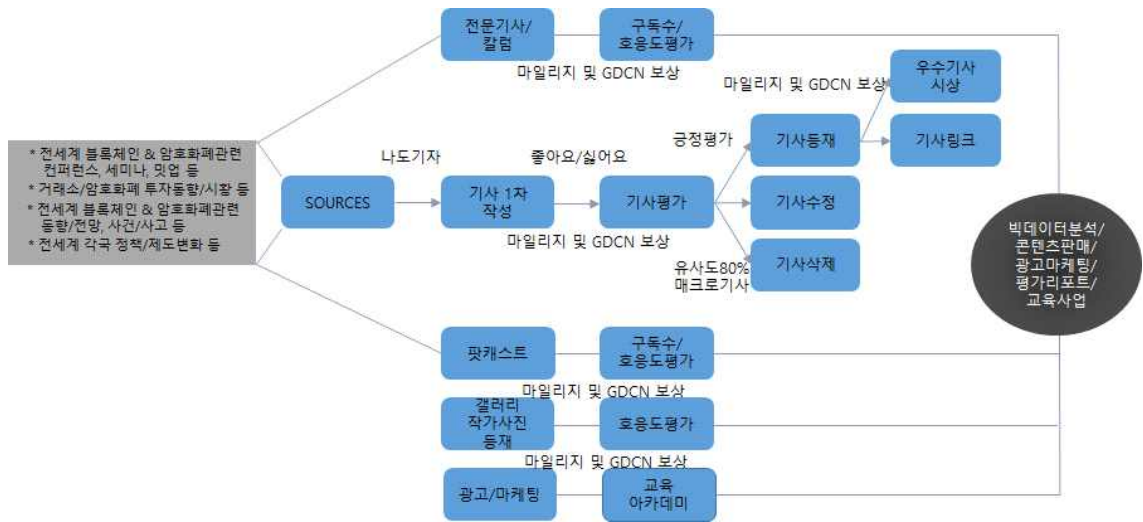 전문기사/
칼럼
구독수/
호응도평가
마일리지 및 GDCN 보상
마일리지 및 GDCN 보상
우수기사
시상
* 전세계 블록체인 & 암호화폐관련
컨퍼런스, 세미나, 밋업 등
* 거래소/암호화폐 투자동향/시황 등
* 전세계 블록체인 & 암호화폐관련
동향/전망, 사건/사고 등
* 전세계 각국 정책/제도변화 등
SOURCES
나도기자
기사 1차
작성
좋아요/싫어요
기사평가
마일리지 및 GDCN 보상
긍정평가
기사등재
기사링크
기사수정
유사도80%
매크로기사
기사삭제
빅데이터분석/
콘텐츠판매/
광고마케팅/
평가리포트/
교육사업
팟캐스트
구독수/
호응도평가
마일리지 및 GDCN 보상
갤러리
작가사진
등재
호응도평가
마일리지 및 GDCN 보상
광고/마케팅
교육
아카데미